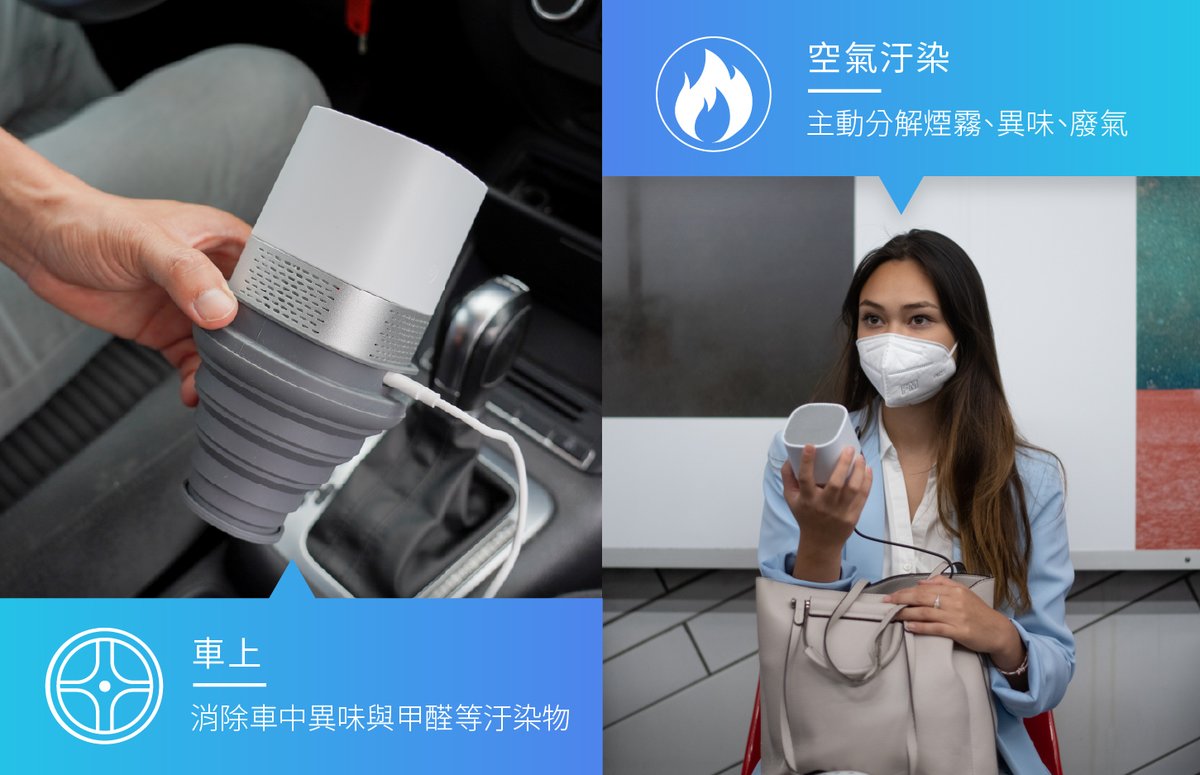 空氣汙染
主動分解煙霧、異味、廢氣
車上
消除車中異味與甲醛等汙染物